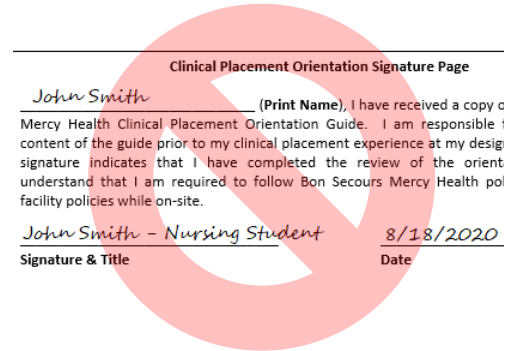 Clinical Placement Orientation Signature Page
John Smith (Print Name), I have received a copy
Mercy Health Clinical Placement Orientation Guide. I am responsible
content of the guide prior to my clinical placement experience at my
signature indicates that I have completed the review of the
understand that I am required to follow Bon Secours Mercy Health
facility policies while on-site.
John Smith – Nursing Student 8/18/2020
Signature & Title Date